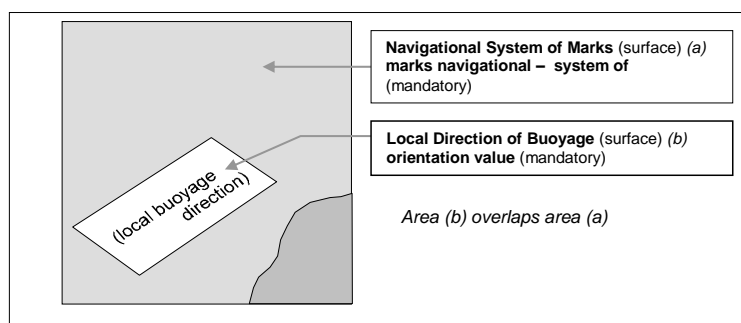 Navigational System of Marks (surface) (a)
marks navigational – system of
(mandatory)
Local Direction of Buoyage (surface) (b)
orientation value (mandatory)
(local buoyage
direction)
Area (b) overlaps area (a)